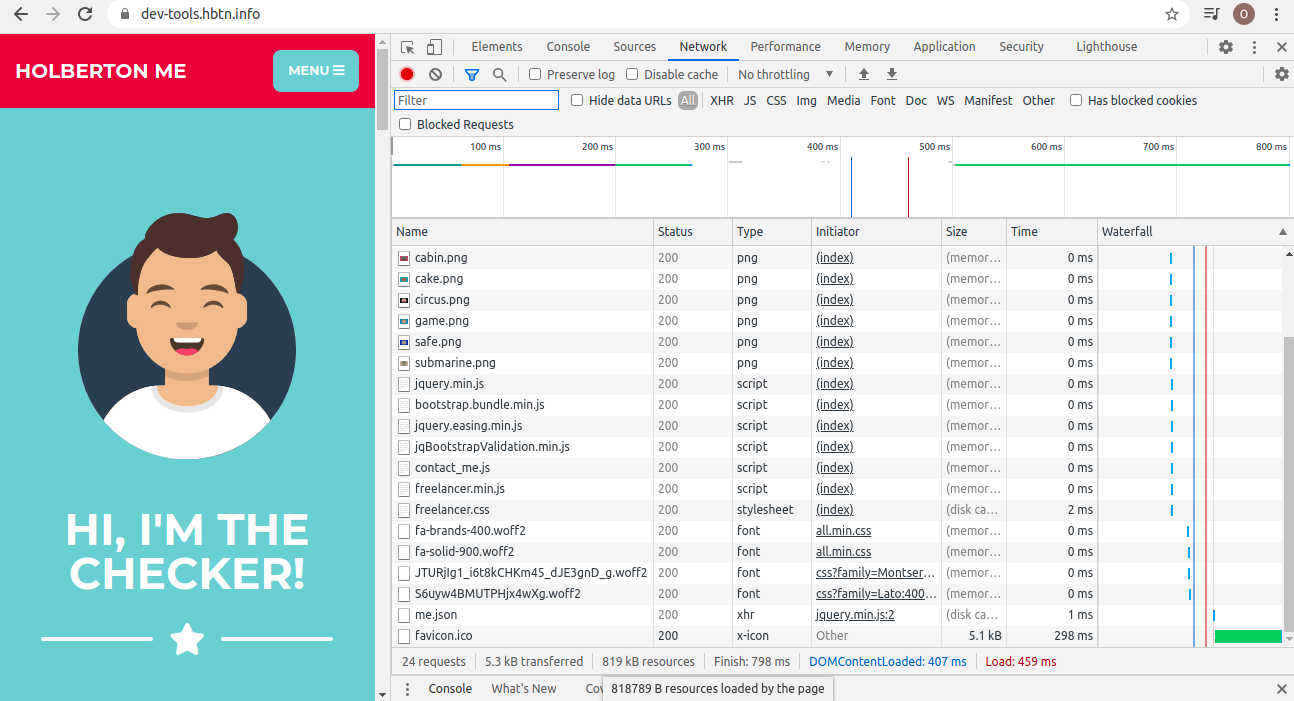 dev-tools.hbtn.info
O
HOLBERTON ME
MENU
HI, I'M THE
CHECKER!
Elements Console Sources Network Performance Memory Application Security Lighthouse
Preserve log Disable cache No throttling
Filter Hide data URLs All XHR JS CSS Img Media Font Doc WS Manifest Other Has blocked cookies
Blocked Requests
100 ms 200 ms 300 ms 400 ms 500 ms 600 ms 700 ms 800 ms
Name Status Type Initiator Size Time Waterfall
cabin.png 200 png (index) (memor… 0 ms
cake.png 200 png (index) (memor… 0 ms
circus.png 200 png (index) (memor… 0 ms
game.png 200 png (index) (memor… 0 ms
safe.png 200 png (index) (memor… 0 ms
submarine.png 200 png (index) (memor… 0 ms
jquery.min.js 200 script (index) (memor… 0 ms
bootstrap.bundle.min.js 200 script (index) (memor… 0 ms
jquery.easing.min.js 200 script (index) (memor… 0 ms
jqBootstrapValidation.min.js 200 script (index) (memor… 0 ms
contact_me.js 200 script (index) (memor… 0 ms
freelancer.min.js 200 script (index) (memor… 0 ms
freelancer.css 200 stylesheet (index) (disk ca… 2 ms
fa-brands-400.woff2 200 font all.min.css (memor… 0 ms
fa-solid-900.woff2 200 font all.min.css (memor… 0 ms
JTURjIg1_i6t8kCHKm45_dJE3gnD_g.woff2 200 font css?family=Montser… (memor… 0 ms
S6uyw4BMUTPHjx4wXg.woff2 200 font css?family=Lato:400… (memor… 0 ms
me.json 200 xhr jquery.min.js:2 (disk ca… 1 ms
favicon.ico 200 x-icon Other 5.1 kB 298 ms
24 requests 5.3 kB transferred 819 kB resources Finish: 798 ms DOMContentLoaded: 407 ms Load: 459 ms
Console What's New Co 818789 B resources loaded by the page